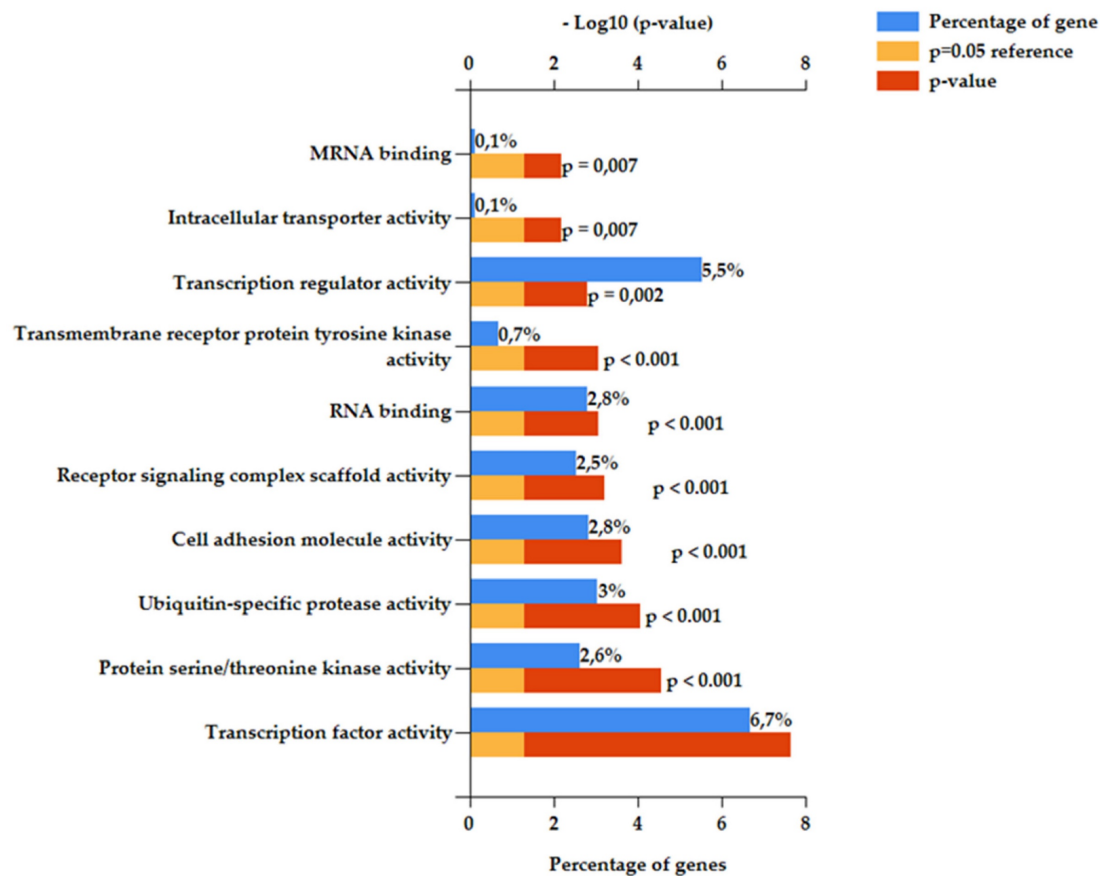 - Log10 (p-value)
0 2 4 6 8
Percentage of gene
p=0.05 reference
p-value
MRNA binding
0,1%
p = 0,007
Intracellular transporter activity
0,1%
p = 0,007
Transcription regulator activity
5,5%
p = 0,002
Transmembrane receptor protein tyrosine kinase
activity
0,7%
p < 0.001
RNA binding
2,8%
p < 0.001
Receptor signaling complex scaffold activity
2,5%
p < 0.001
Cell adhesion molecule activity
2,8%
p < 0.001
Ubiquitin-specific protease activity
3%
p < 0.001
Protein serine/threonine kinase activity
2,6%
p < 0.001
Transcription factor activity
6,7%
0 2 4 6 8
Percentage of genes